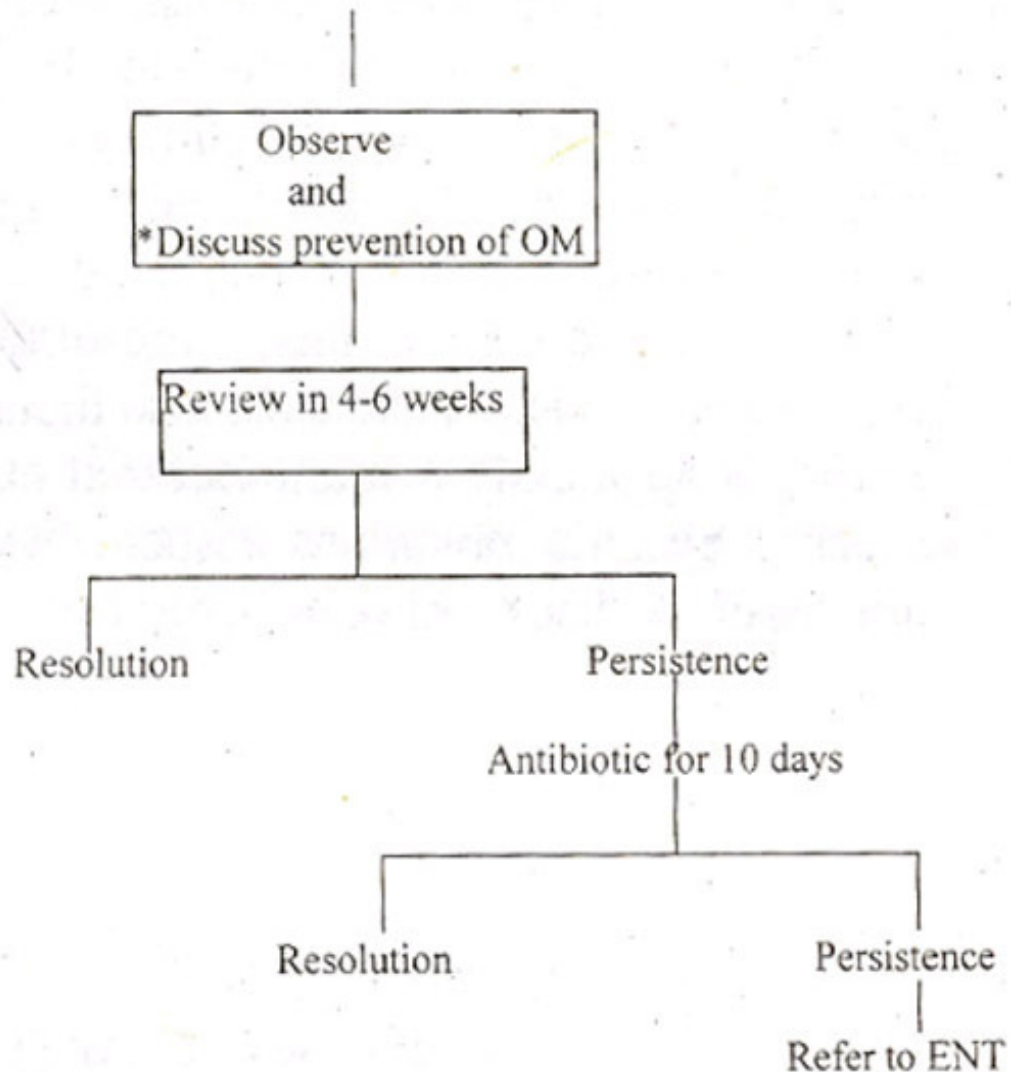 Observe
and
*Discuss prevention of OM
Review in 4-6 weeks
Resolution
Persistence
Antibiotic for 10 days
Resolution
Persistence
Refer to ENT